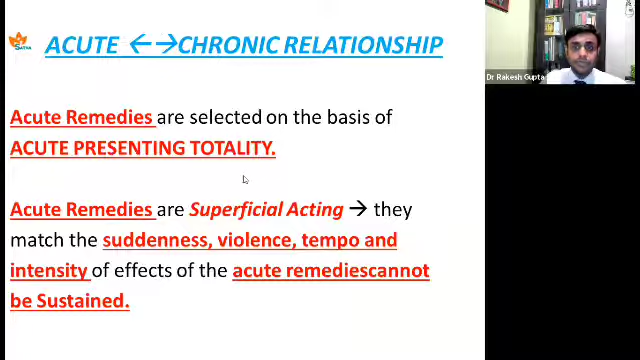 ACUTE ←→CHRONIC RELATIONSHIP
Dr Rakesh Gupta
Acute Remedies are selected on the basis of
ACUTE PRESENTING TOTALITY.
Acute Remedies are Superficial Acting → they
match the suddenness, violence, tempo and
intensity of effects of the acute remediescannot
be Sustained.